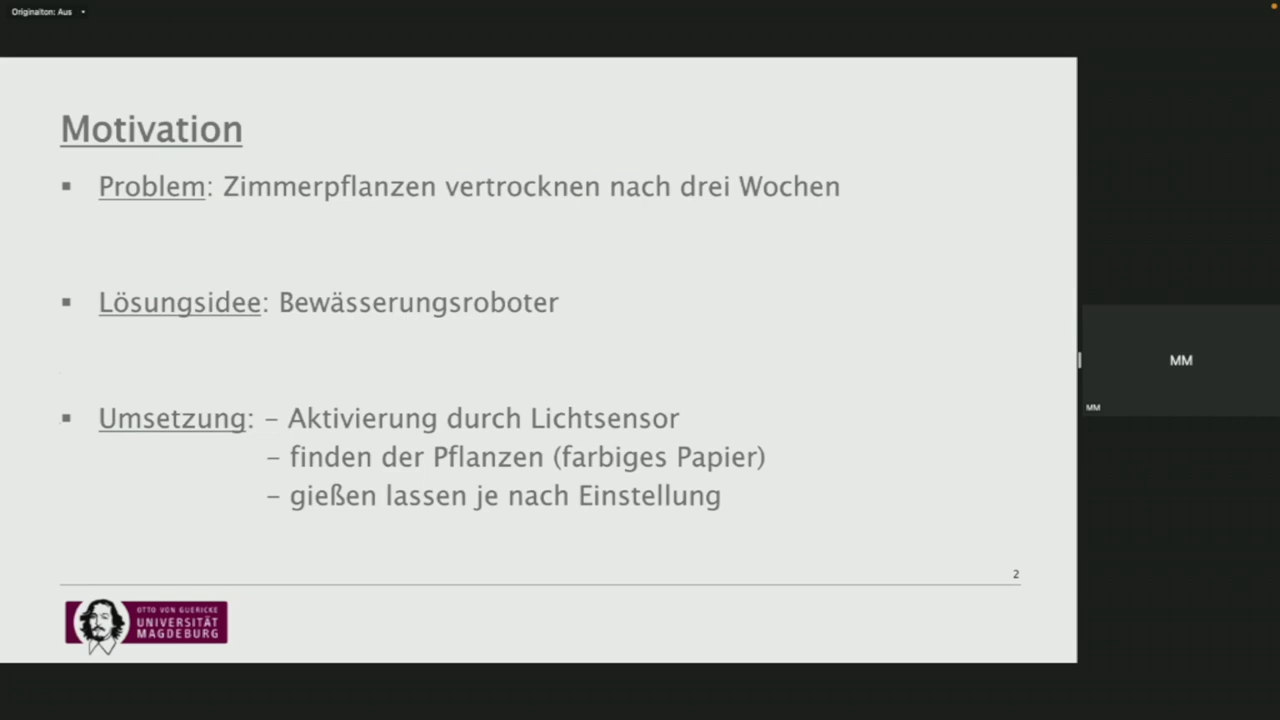 Originalton: Aus
Motivation
▪ Problem: Zimmerpflanzen vertrocknen nach drei Wochen
▪ Lösungsidee: Bewässerungsroboter
▪ Umsetzung: – Aktivierung durch Lichtsensor
– finden der Pflanzen (farbiges Papier)
– gießen lassen je nach Einstellung
2
OTTO VON GUERICKE
UNIVERSITÄT
MAGDEBURG
MM
MM